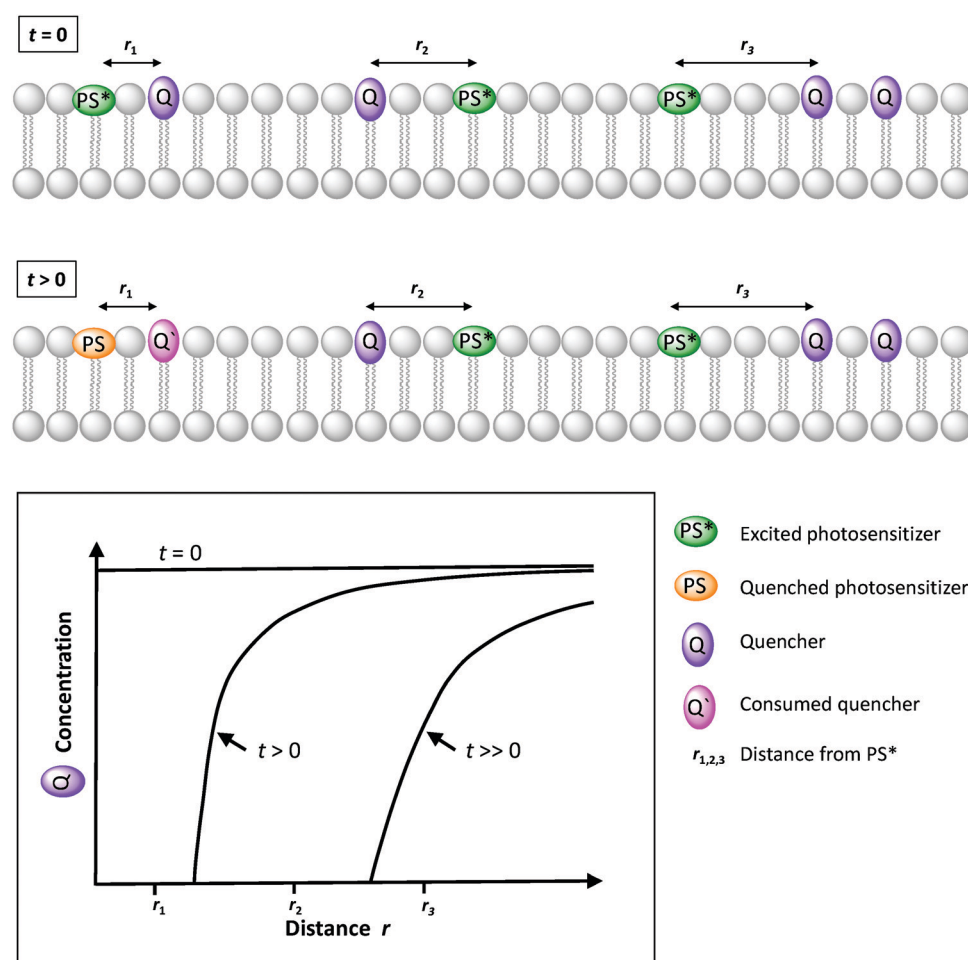 t = 0
r1 r2 r3
PS* Q Q PS* PS* Q Q
t > 0
r1 r2 r3
PS Q` Q PS* PS* Q Q
t = 0
t > 0
t >> 0
Q Concentration
r1 r2 r3
Distance r
PS* Excited photosensitizer
PS Quenched photosensitizer
Q Quencher
Q` Consumed quencher
r1,2,3 Distance from PS*